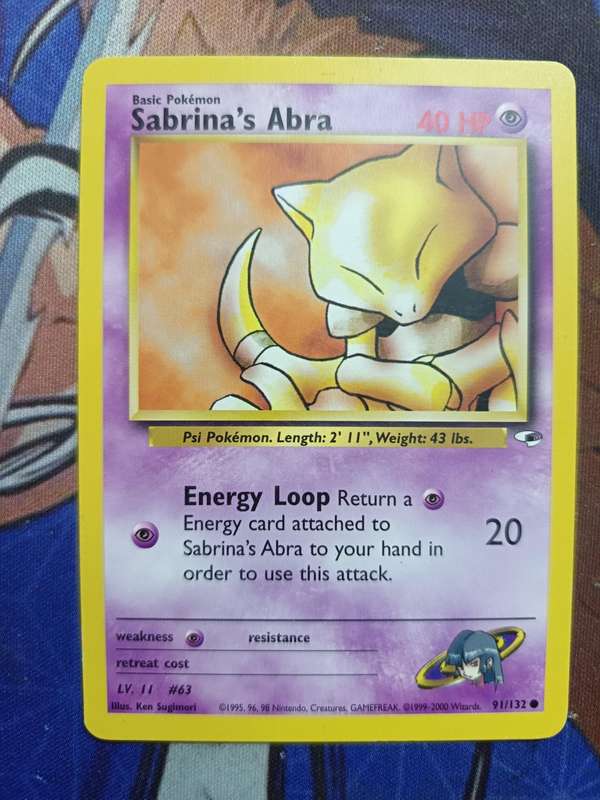 Basic Pokémon
Sabrina's Abra 40 HP
Psi Pokémon. Length: 2' 11", Weight: 43 lbs.
Energy Loop Return a
Energy card attached to
Sabrina's Abra to your hand in
order to use this attack.
20
weakness resistance
retreat cost
LV. 11 #63
Illus. Ken Sugimori ©1995, 96, 98 Nintendo, Creatures, GAMEFREAK. ©1999-2000 Wizards. 91/132